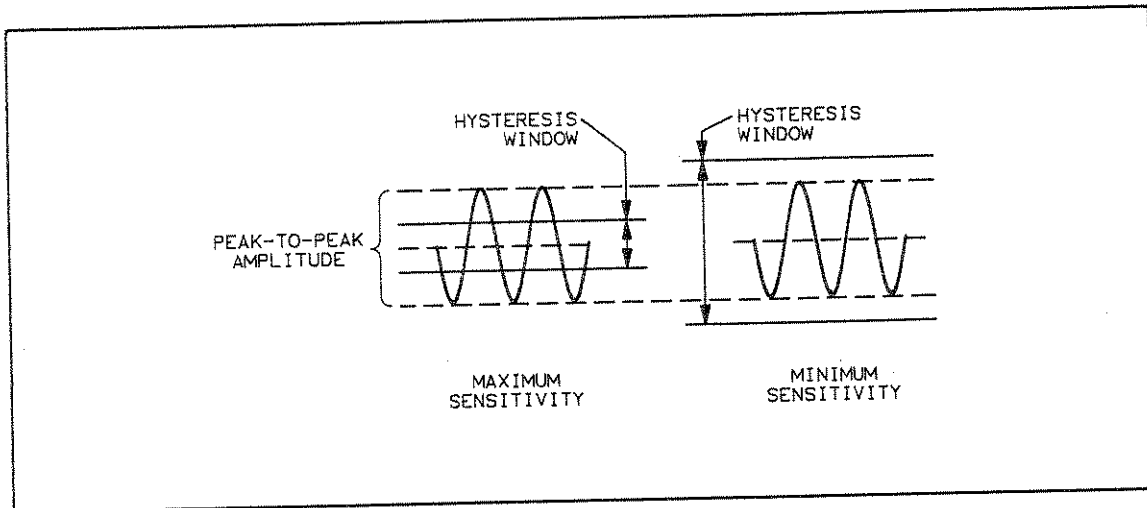 HYSTERESIS
WINDOW
HYSTERESIS
WINDOW
PEAK-TO-PEAK
AMPLITUDE
MAXIMUM
SENSITIVITY
MINIMUM
SENSITIVITY